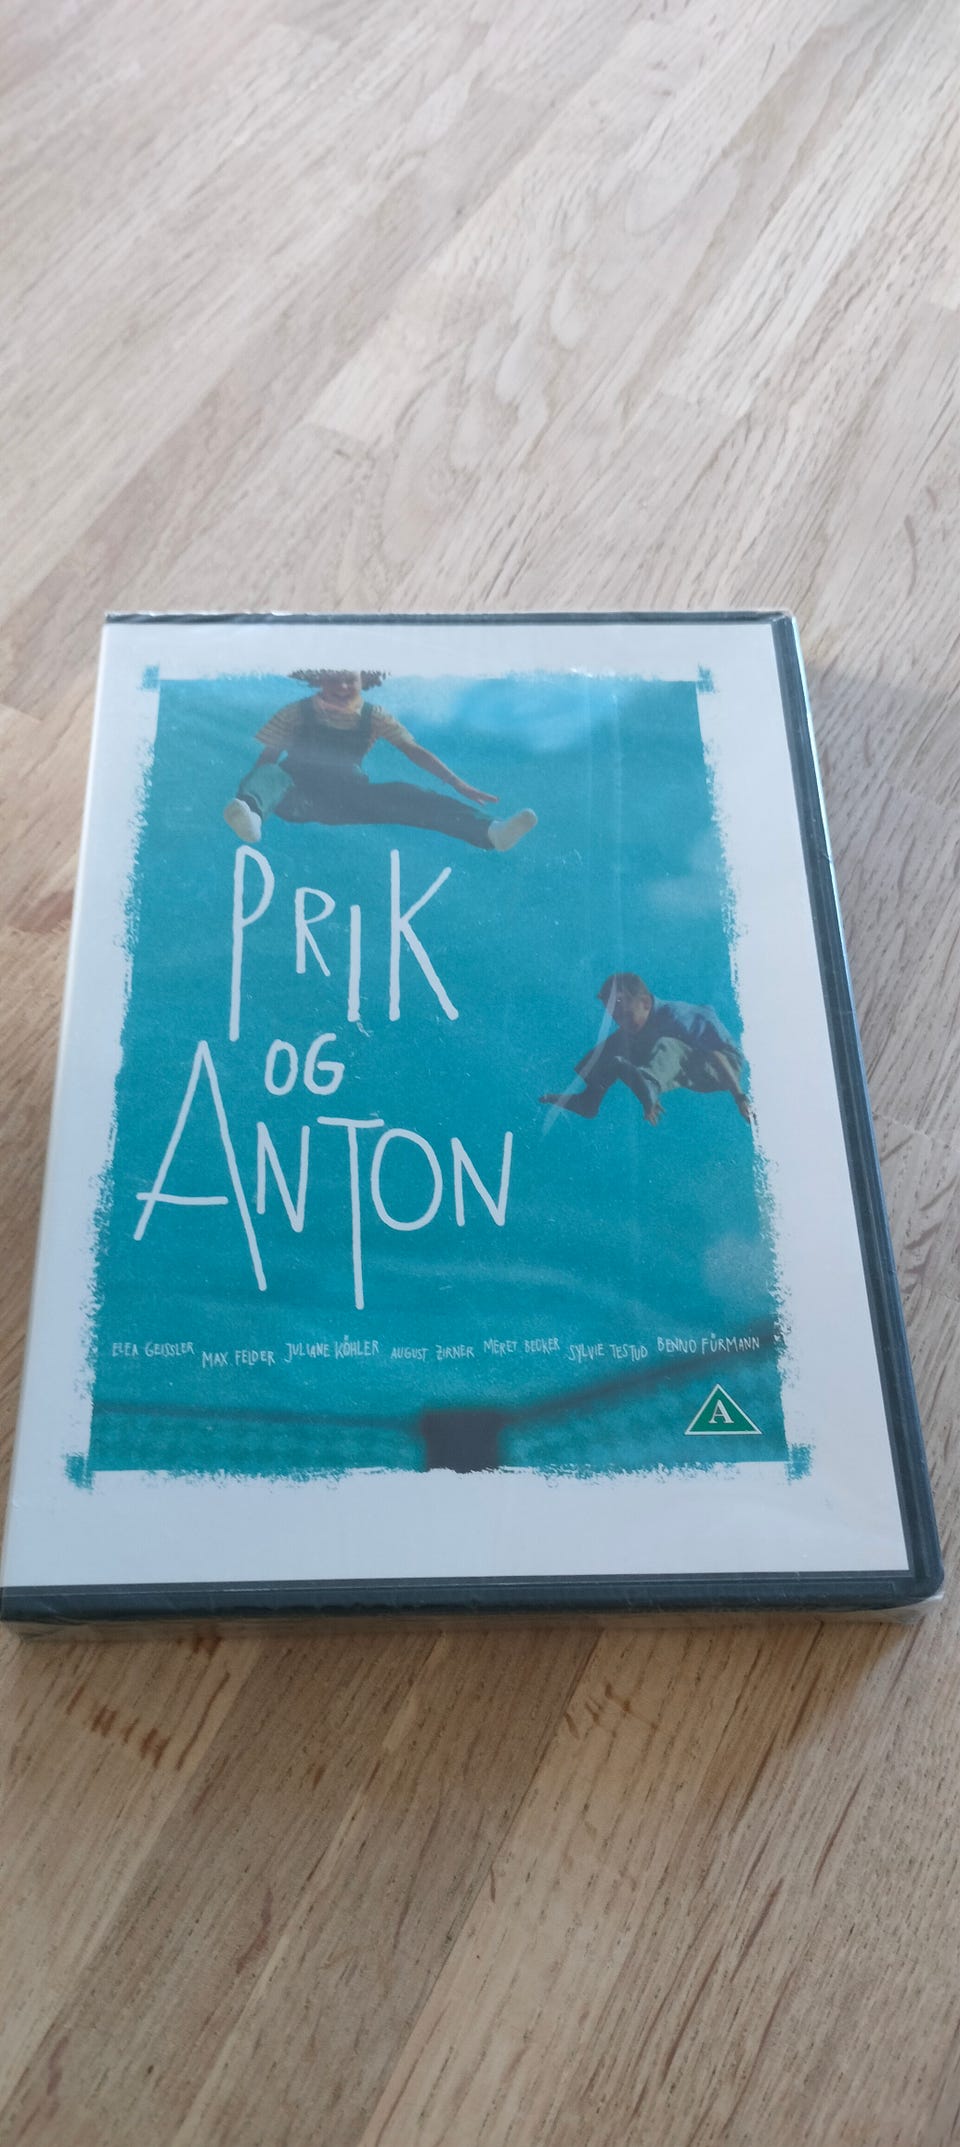 PRIK
OG
ANTON
ELEA GEISSLER MAX FELDER JULIANE KÖHLER AUGUST ZIRNER MERET BECKER SYLVIE TESTUD BENNO FÜRMANN
A